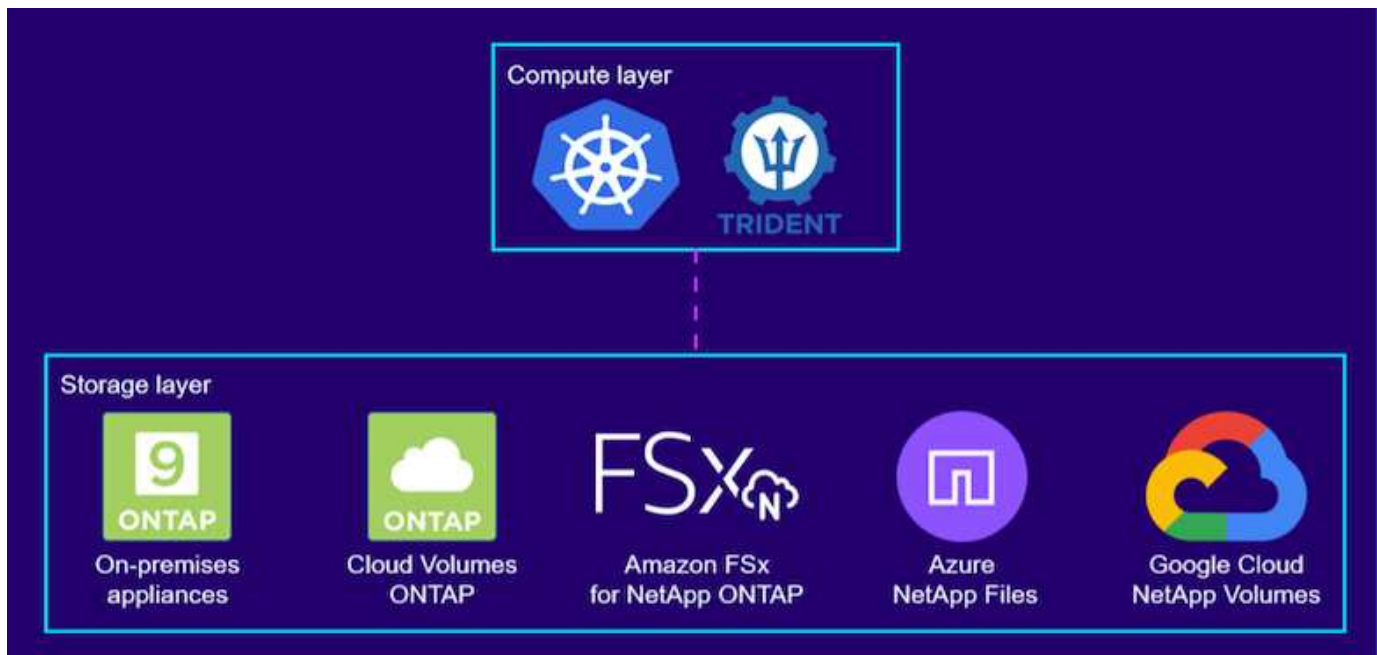 Compute layer
TRIDENT
Storage layer
9
ONTAP
On-premises
appliances
ONTAP
Cloud Volumes
ONTAP
FSx
N
Amazon FSx
for NetApp ONTAP
Azure
NetApp Files
Google Cloud
NetApp Volumes